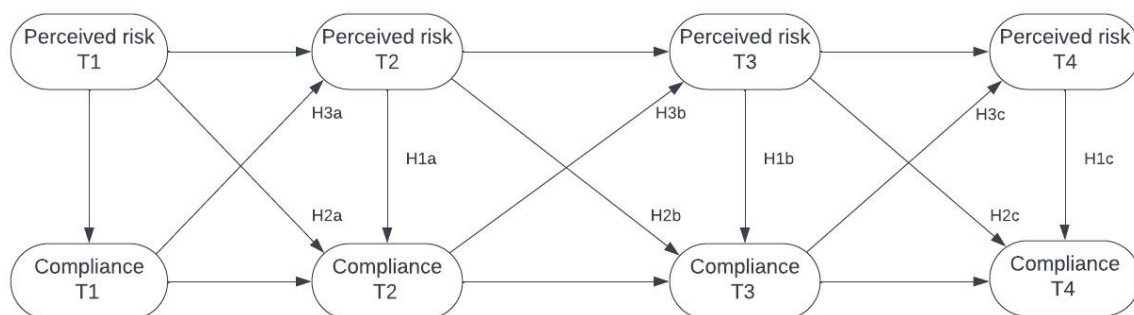 Perceived risk
T1
Perceived risk
T2
Perceived risk
T3
Perceived risk
T4
H3a
H3b
H3c
H1a
H1b
H1c
H2a
H2b
H2c
Compliance
T1
Compliance
T2
Compliance
T3
Compliance
T4